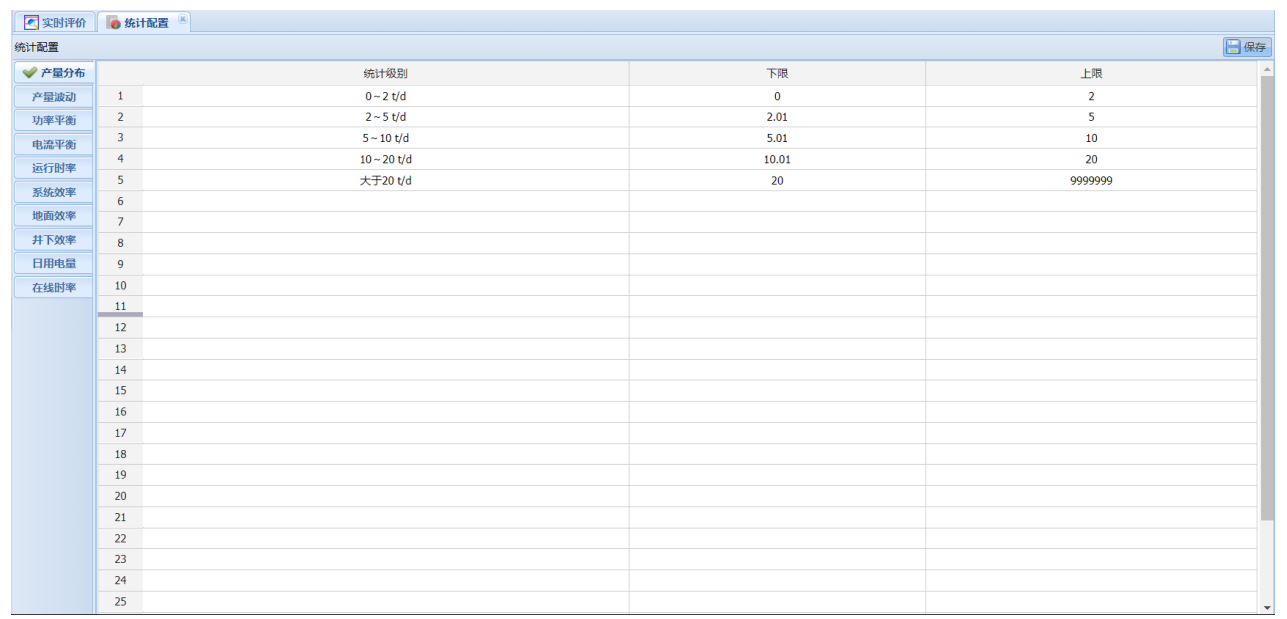 实时评价 统计配置
统计配置 保存
产量分布 统计级别 下限 上限
产量波动 1 0～2 t/d 0 2
功率平衡 2 2～5 t/d 2.01 5
电流平衡 3 5～10 t/d 5.01 10
运行时率 4 10～20 t/d 10.01 20
系统效率 5 大于20 t/d 20 9999999
地面效率 6
井下效率 7
日用电量 8
在线时率 9
10
11
12
13
14
15
16
17
18
19
20
21
22
23
24
25